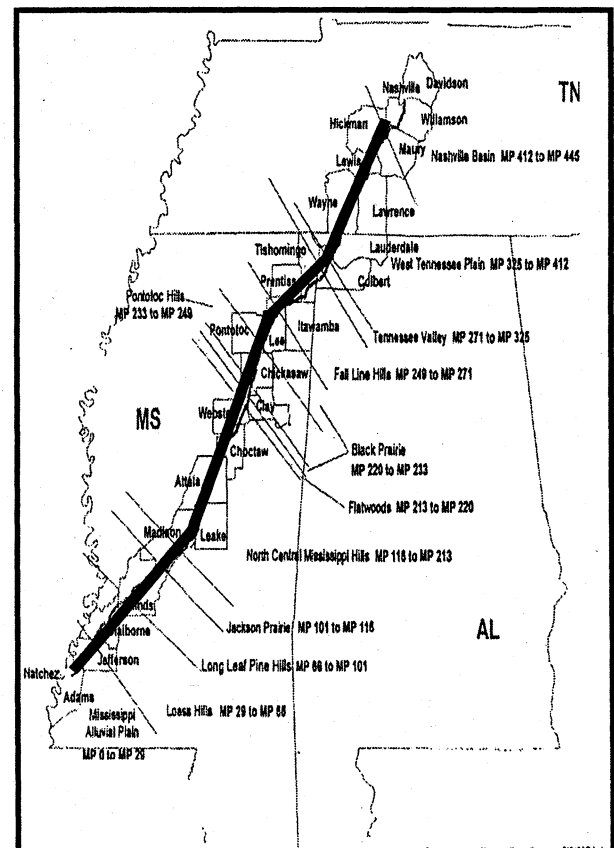 Davidson
Nashville
TN
Hickman
Williamson
Maury
Nashville Basin MP 412 to MP 445
Lewis
Wayne
Lawrence
Lauderdale
Tishomingo
West Tennessee Plain MP 325 to MP 412
Prentiss
Colbert
Pontotoc Hills
MP 233 to MP 249
Itawamba
Pontotoc
Lee
Tennessee Valley MP 271 to MP 325
Chickasaw
Fall Line Hills MP 249 to MP 271
Clay
MS
Choctaw
Black Prairie
MP 220 to MP 233
Attala
Flatwoods MP 213 to MP 220
Madison
Leake
North Central Mississippi Hills MP 116 to MP 213
Jackson Prairie MP 101 to MP 116
AL
Jefferson
Long Leaf Pine Hills MP 66 to MP 101
Natchez
Adams
Loess Hills MP 29 to MP 66
Mississippi
Alluvial Plain
MP 0 to MP 29